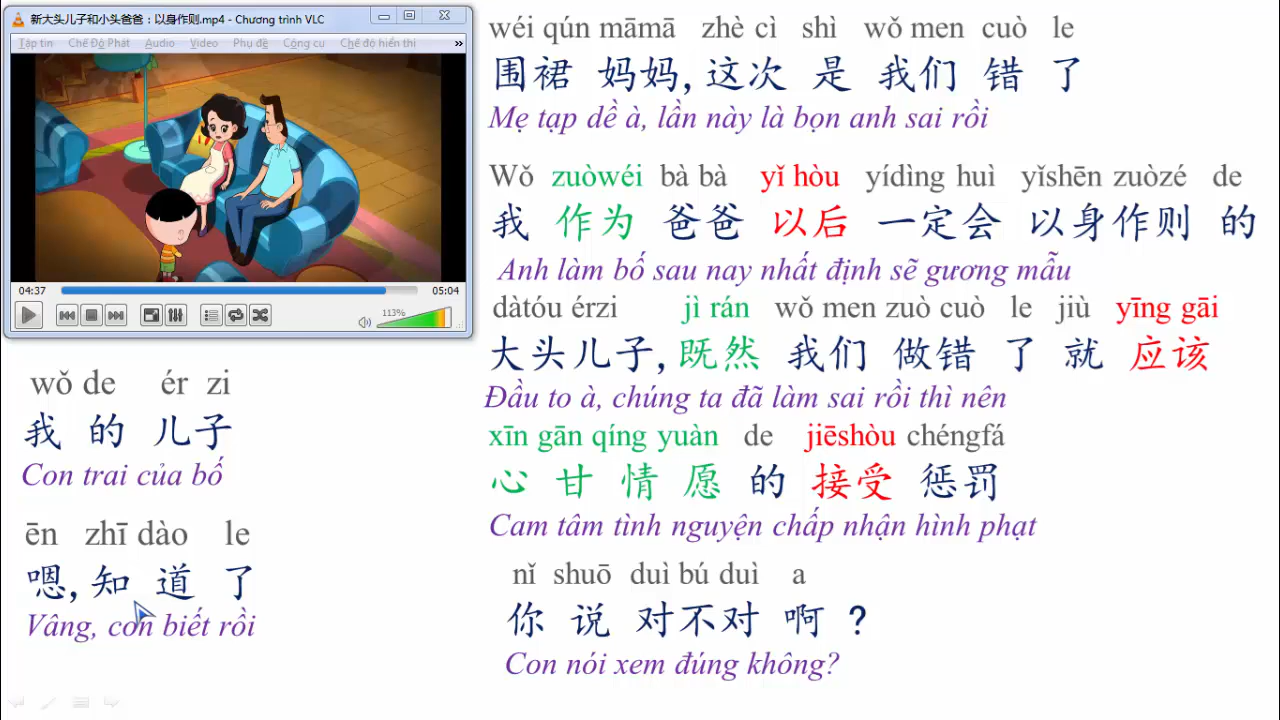 新大头儿子和小头爸爸：以身作则.mp4 - Chương trình VLC
Tập tin Chế Độ Phát Audio Video Phụ đề Công cụ Chế độ hiển thị »
04:37 05:04
113%
wǒ de ér zi
我 的 儿子
Con trai của bố
ēn zhī dào le
嗯, 知 道 了
Vâng, con biết rồi
wéi qún māmā zhè cì shì wǒ men cuò le
围裙 妈妈, 这次 是 我们 错 了
Mẹ tạp dề à, lần này là bọn anh sai rồi
Wǒ zuòwéi bà bà yǐ hòu yídìng huì yǐshēn zuòzé de
我 作为 爸爸 以后 一定会 以身作则 的
Anh làm bố sau nay nhất định sẽ gương mẫu
dàtóu érzi jì rán wǒ men zuò cuò le jiù yīng gāi
大头儿子, 既然 我们 做错 了 就 应该
Đầu to à, chúng ta đã làm sai rồi thì nên
xīn gān qíng yuàn de jiēshòu chéngfá
心 甘 情 愿 的 接受 惩罚
Cam tâm tình nguyện chấp nhận hình phạt
nǐ shuō duì bú duì a
你 说 对不对 啊 ?
Con nói xem đúng không?